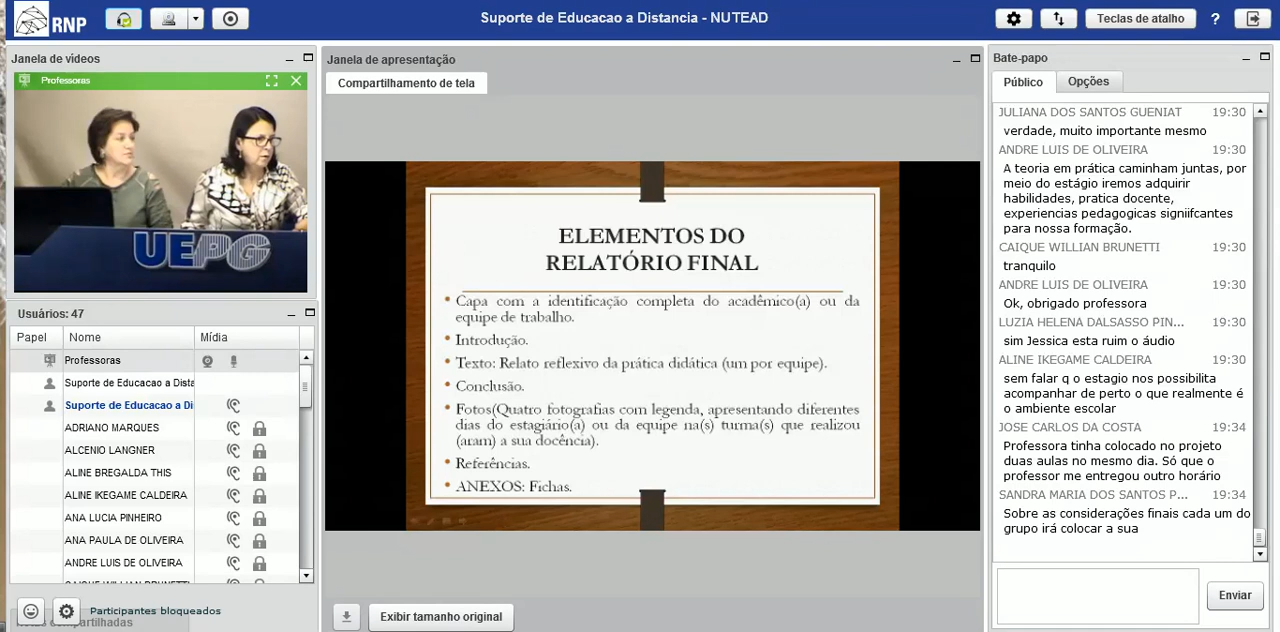 RNP
Suporte de Educacao a Distancia - NUTEAD
Teclas de atalho
?
Janela de vídeos
Professoras
UEPG
Usuários: 47
Papel Nome Mídia
Professoras
Suporte de Educacao a Dista
Suporte de Educacao a Di
ADRIANO MARQUES
ALCENIO LANGNER
ALINE BREGALDA THIS
ALINE IKEGAME CALDEIRA
ANA LUCIA PINHEIRO
ANA PAULA DE OLIVEIRA
ANDRE LUIS DE OLIVEIRA
Participantes bloqueados
Notas compartilhadas
Janela de apresentação
Compartilhamento de tela
ELEMENTOS DO
RELATÓRIO FINAL
• Capa com a identificação completa do acadêmico(a) ou da
equipe de trabalho.
• Introdução.
• Texto: Relato reflexivo da prática didática (um por equipe).
• Conclusão.
• Fotos(Quatro fotografias com legenda, apresentando diferentes
dias do estagiário(a) ou da equipe na(s) turma(s) que realizou
(aram) a sua docência).
• Referências.
• ANEXOS: Fichas.
Exibir tamanho original
Bate-papo
Público Opções
JULIANA DOS SANTOS GUENIAT 19:30
verdade, muito importante mesmo
ANDRE LUIS DE OLIVEIRA 19:30
A teoria em prática caminham juntas, por
meio do estágio iremos adquirir
habilidades, pratica docente,
experiencias pedagogicas signiifcantes
para nossa formação.
CAIQUE WILLIAN BRUNETTI 19:30
tranquilo
ANDRE LUIS DE OLIVEIRA 19:30
Ok, obrigado professora
LUZIA HELENA DALSASSO PIN... 19:30
sim Jessica esta ruim o áudio
ALINE IKEGAME CALDEIRA 19:30
sem falar q o estagio nos possibilita
acompanhar de perto o que realmente é
o ambiente escolar
JOSE CARLOS DA COSTA 19:34
Professora tinha colocado no projeto
duas aulas no mesmo dia. Só que o
professor me entregou outro horário
SANDRA MARIA DOS SANTOS P... 19:34
Sobre as considerações finais cada um do
grupo irá colocar a sua
Enviar